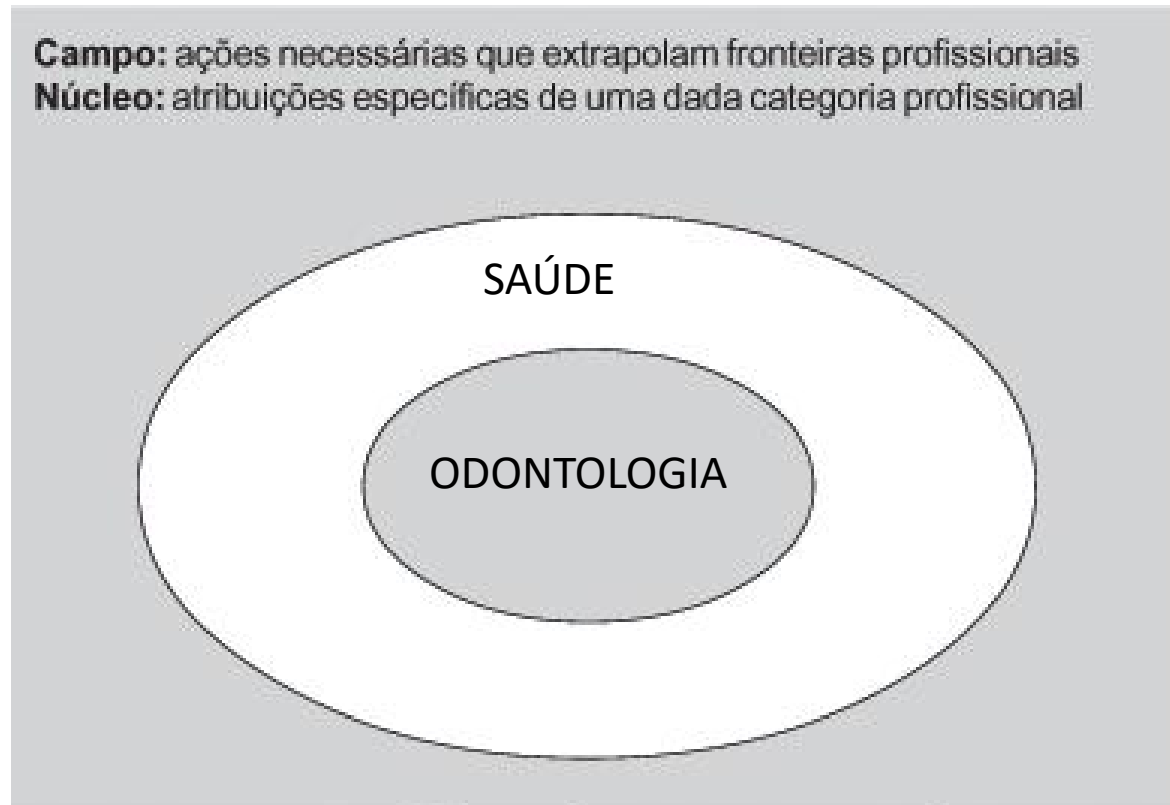 Campo: ações necessárias que extrapolam fronteiras profissionais
Núcleo: atribuições específicas de uma dada categoria profissional
SAÚDE
ODONTOLOGIA